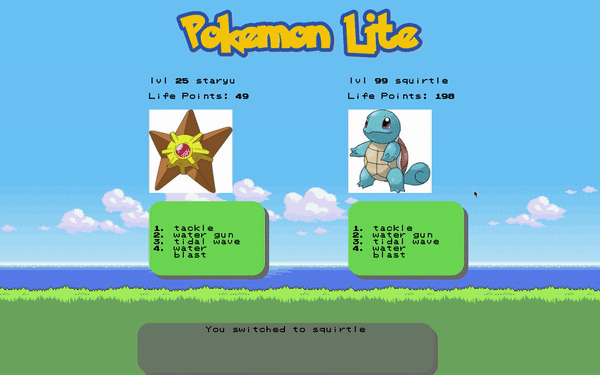 Pokemon Lite
lvl 25 staryu
Life Points: 49
1. tackle
2. water gun
3. tidal wave
4. water
blast
lvl 99 squirtle
Life Points: 198
1. tackle
2. water gun
3. tidal wave
4. water
blast
You switched to squirtle